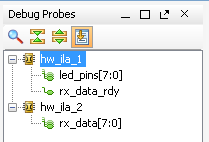 Debug Probes
hw_ila_1
led_pins[7:0]
rx_data_rdy
hw_ila_2
rx_data[7:0]